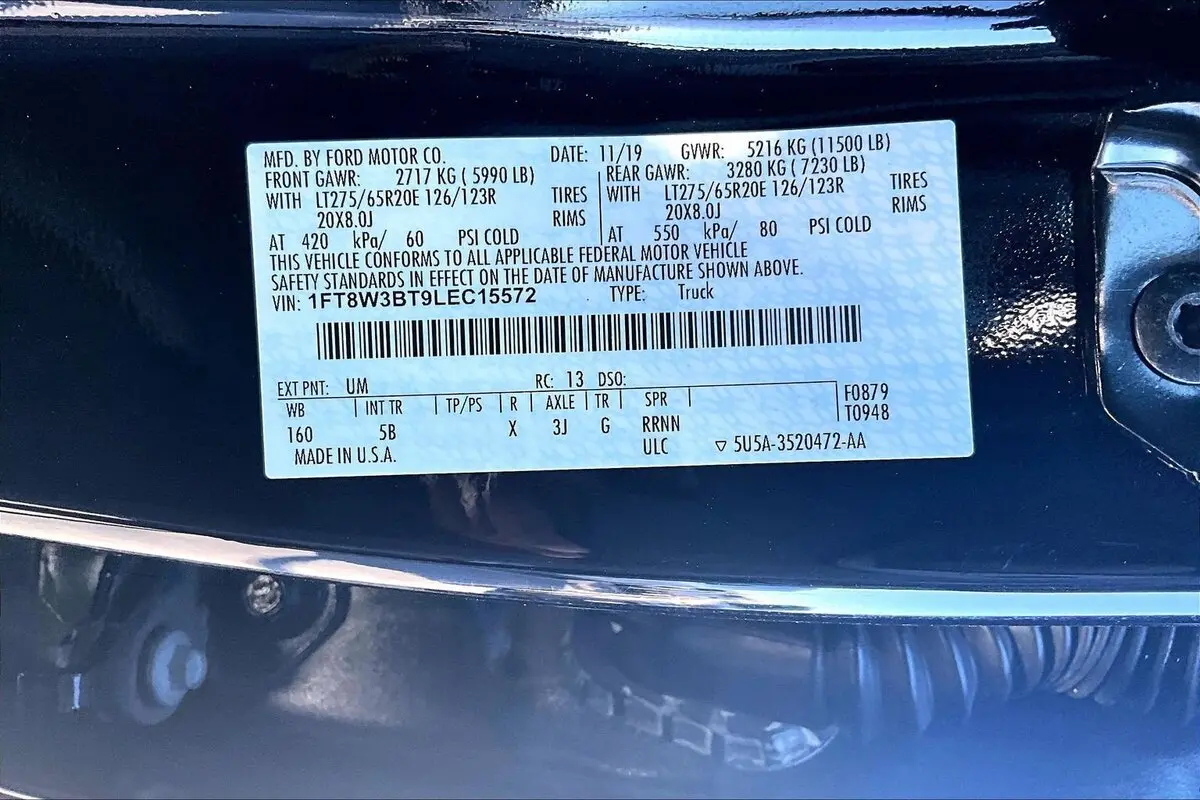 MFD. BY FORD MOTOR CO. DATE: 11/19 GVWR: 5216 KG (11500 LB)
FRONT GAWR: 2717 KG ( 5990 LB) REAR GAWR: 3280 KG ( 7230 LB)
WITH LT275/65R20E 126/123R TIRES WITH LT275/65R20E 126/123R TIRES
20X8.0J RIMS 20X8.0J RIMS
AT 420 kPa/ 60 PSI COLD AT 550 kPa/ 80 PSI COLD
THIS VEHICLE CONFORMS TO ALL APPLICABLE FEDERAL MOTOR VEHICLE
SAFETY STANDARDS IN EFFECT ON THE DATE OF MANUFACTURE SHOWN ABOVE.
VIN: 1FT8W3BT9LEC15572 TYPE: Truck
EXT PNT: UM RC: 13 DSO:
WB INT TR TP/PS R AXLE TR SPR F0879
T0948
160 5B X 3J G RRNN
MADE IN U.S.A. ULC ▽ 5U5A-3520472-AA